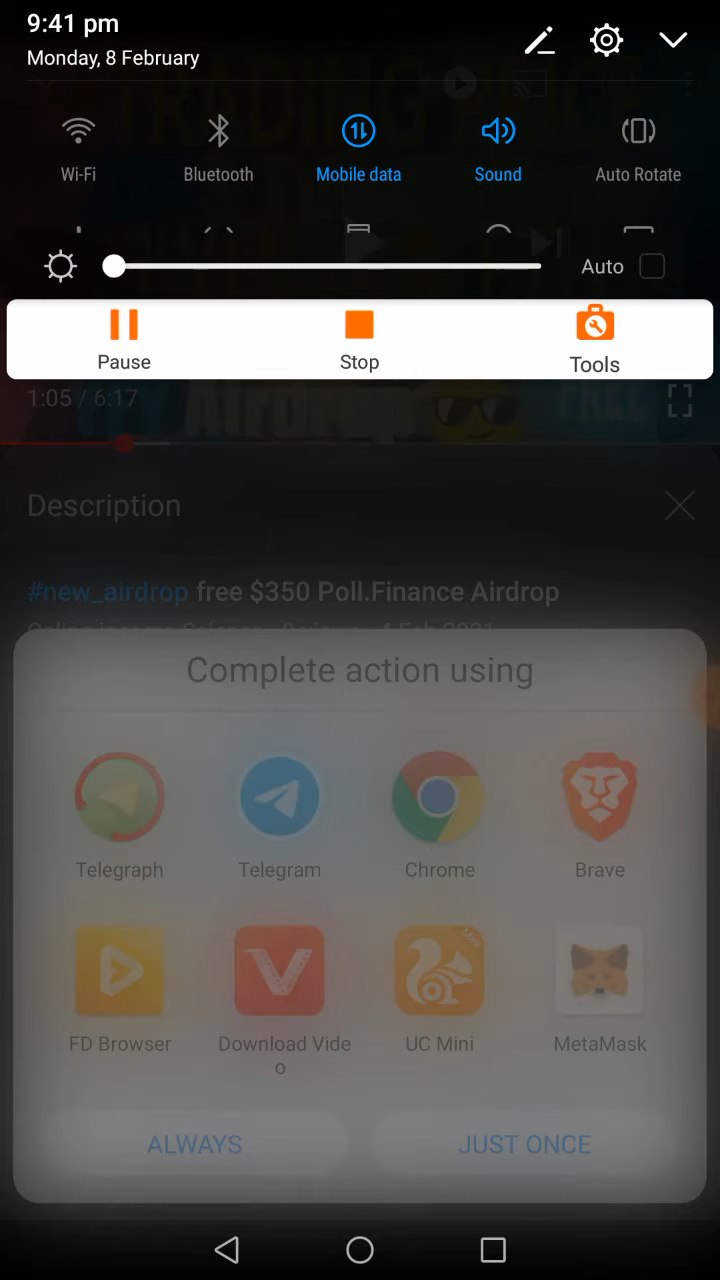 9:41 pm
Monday, 8 February
Wi-Fi
Bluetooth
Mobile data
Sound
Auto Rotate
Auto
Pause
Stop
Tools
1:05 / 6:17
Description
#new_airdrop free $350 Poll.Finance Airdrop
Complete action using
Telegraph
Telegram
Chrome
Brave
FD Browser
Download Vide
o
UC Mini
MetaMask
ALWAYS
JUST ONCE